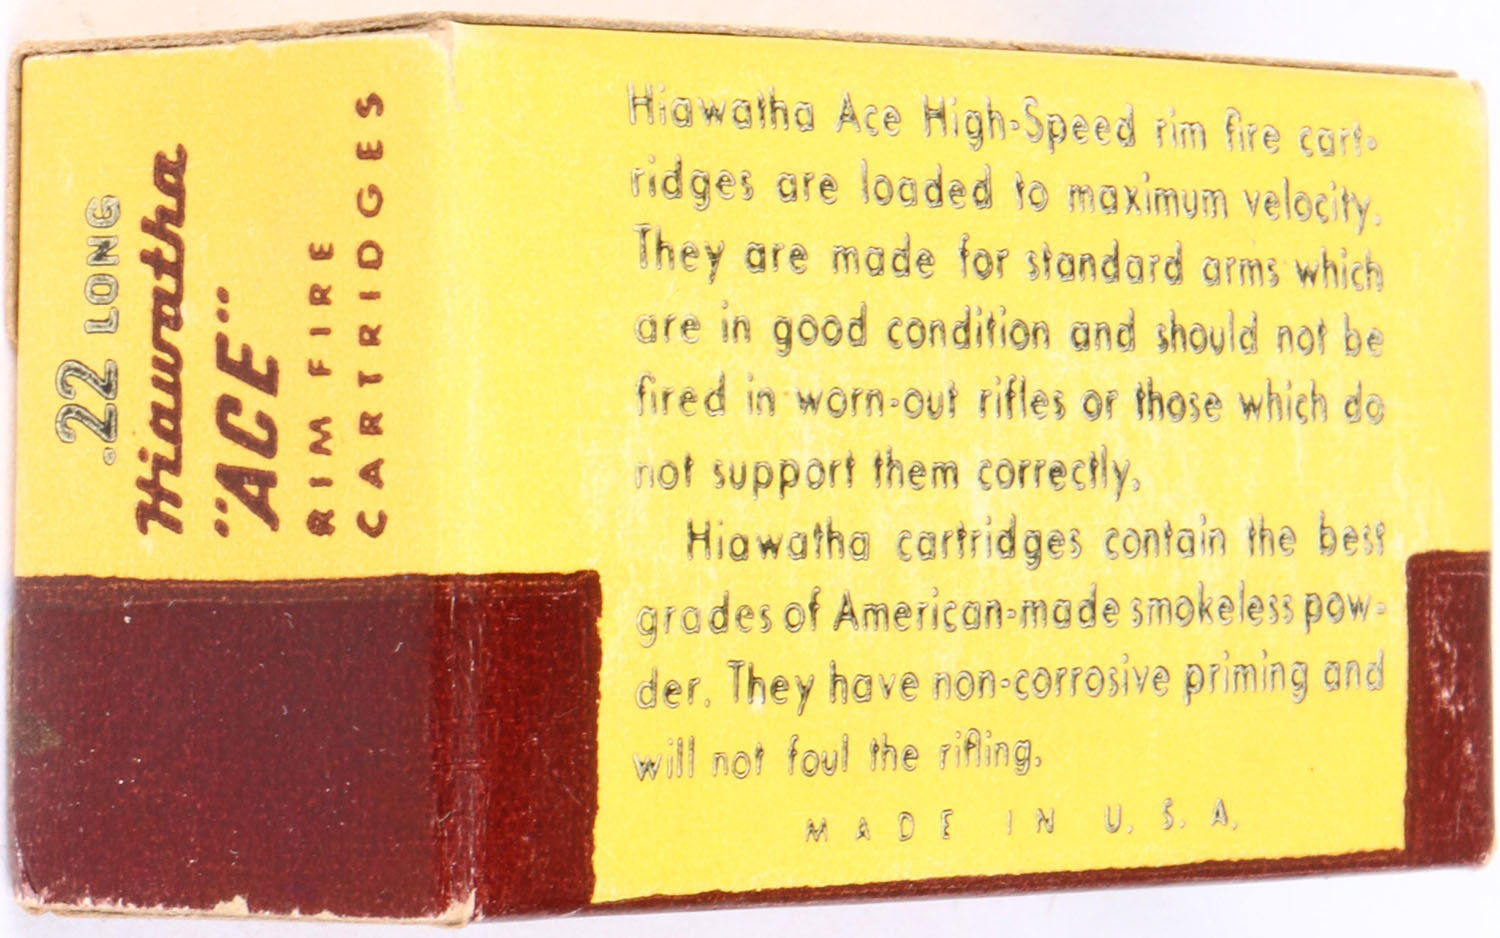 .22 LONG
Hiawatha
"ACE"
RIM FIRE
CARTRIDGES
Hiawatha Ace High-Speed rim fire cart-
ridges are loaded to maximum velocity.
They are made for standard arms which
are in good condition and should not be
fired in worn-out rifles or those which do
not support them correctly.
Hiawatha cartridges contain the best
grades of American-made smokeless pow-
der. They have non-corrosive priming and
will not foul the rifling.
MADE IN U. S. A.